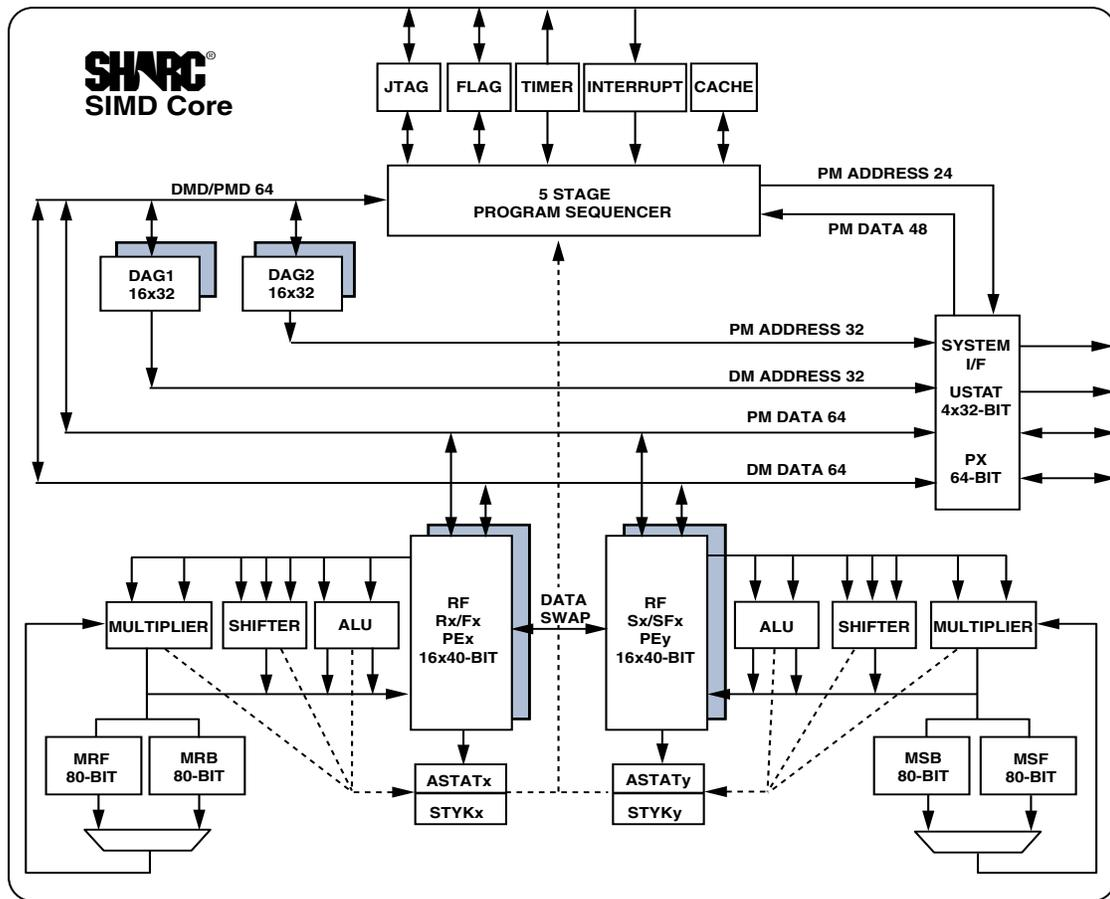 SHARC®
SIMD Core
JTAG
FLAG
TIMER
INTERRUPT
CACHE
DMD/PMD 64
5 STAGE
PROGRAM SEQUENCER
PM ADDRESS 24
PM DATA 48
DAG1
16x32
DAG2
16x32
PM ADDRESS 32
DM ADDRESS 32
PM DATA 64
DM DATA 64
SYSTEM
I/F
USTAT
4x32-BIT
PX
64-BIT
MULTIPLIER
SHIFTER
ALU
RF
Rx/Fx
PEx
16x40-BIT
DATA
SWAP
RF
Sx/SFx
PEy
16x40-BIT
ALU
SHIFTER
MULTIPLIER
MRF
80-BIT
MRB
80-BIT
ASTATx
STYKx
ASTATy
STYKy
MSB
80-BIT
MSF
80-BIT